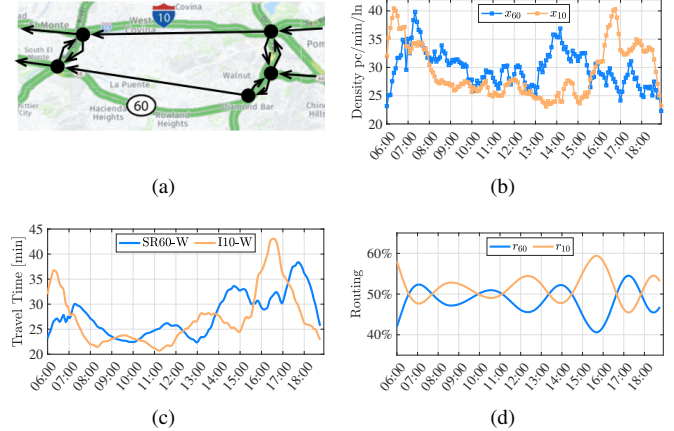 West Covina
Covina
El Monte
10
South El Monte
Pom
La Puente
Walnut
Hacienda Heights
60
Rowland Heights
Diamond Bar
Chino Hills
(a)
x60 x10
Density pc/min/ln
40
35
30
25
20
06:00 07:00 08:00 09:00 10:00 11:00 12:00 13:00 14:00 15:00 16:00 17:00 18:00
(b)
SR60-W I10-W
Travel Time [min]
45
40
35
30
25
20
06:00 07:00 08:00 09:00 10:00 11:00 12:00 13:00 14:00 15:00 16:00 17:00 18:00
(c)
r60 r10
Routing
60%
50%
40%
06:00 07:00 08:00 09:00 10:00 11:00 12:00 13:00 14:00 15:00 16:00 17:00 18:00
(d)